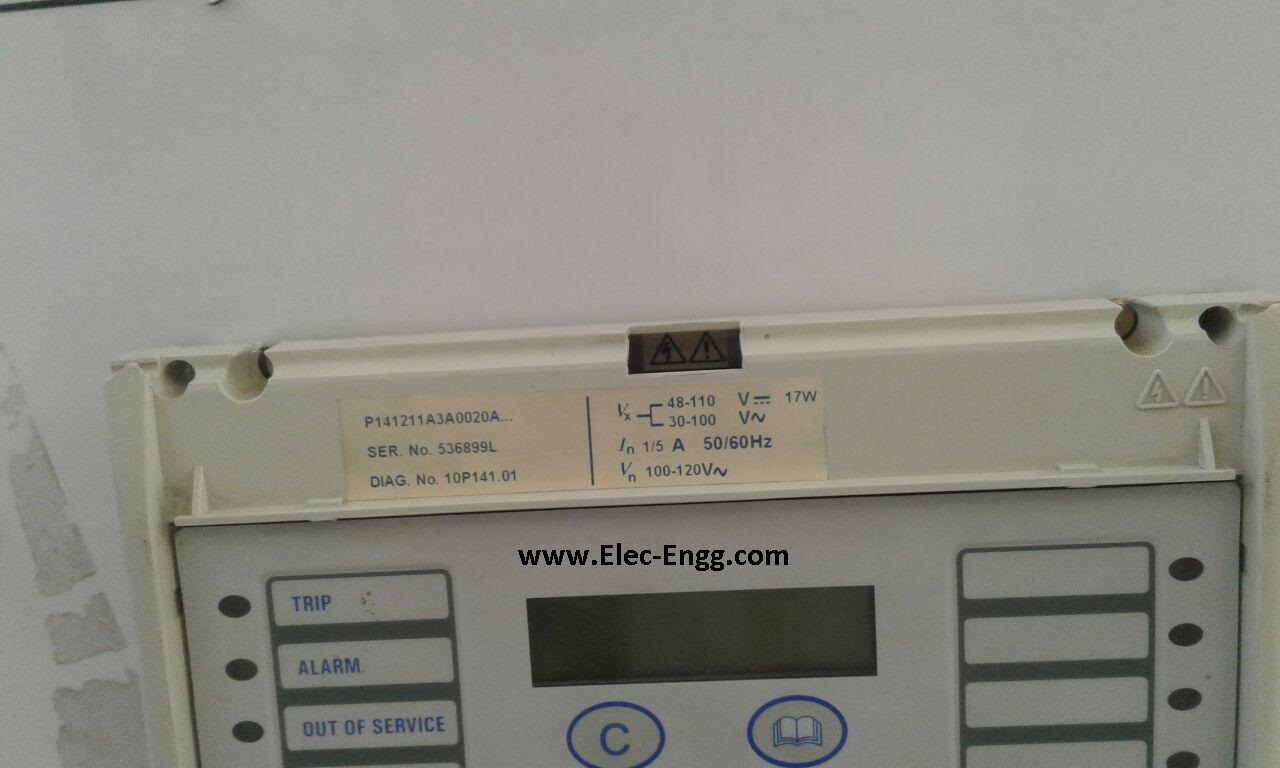 P141211A3A0020A...
SER. No. 536899L
DIAG. No. 10P141.01
Vx 48-110 V⎓ 17W
30-100 V∿
In 1/5 A 50/60Hz
Vn 100-120V∿
www.Elec-Engg.com
TRIP
ALARM
OUT OF SERVICE
C